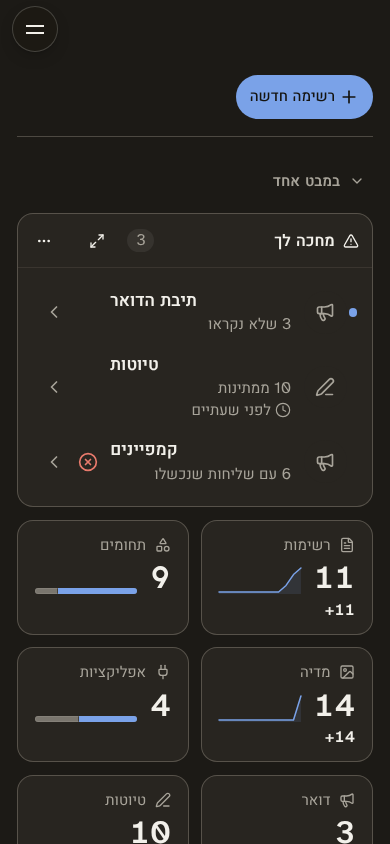 רשימה חדשה
במבט אחד
מחכה לך
3
תיבת הדואר
3 שלא נקראו
טיוטות
10 ממתינות
לפני שעתיים
קמפיינים
6 עם שליחות שנכשלו
רשימות
11
+11
תחומים
9
מדיה
14
+14
אפליקציות
4
דואר
3
טיוטות
10